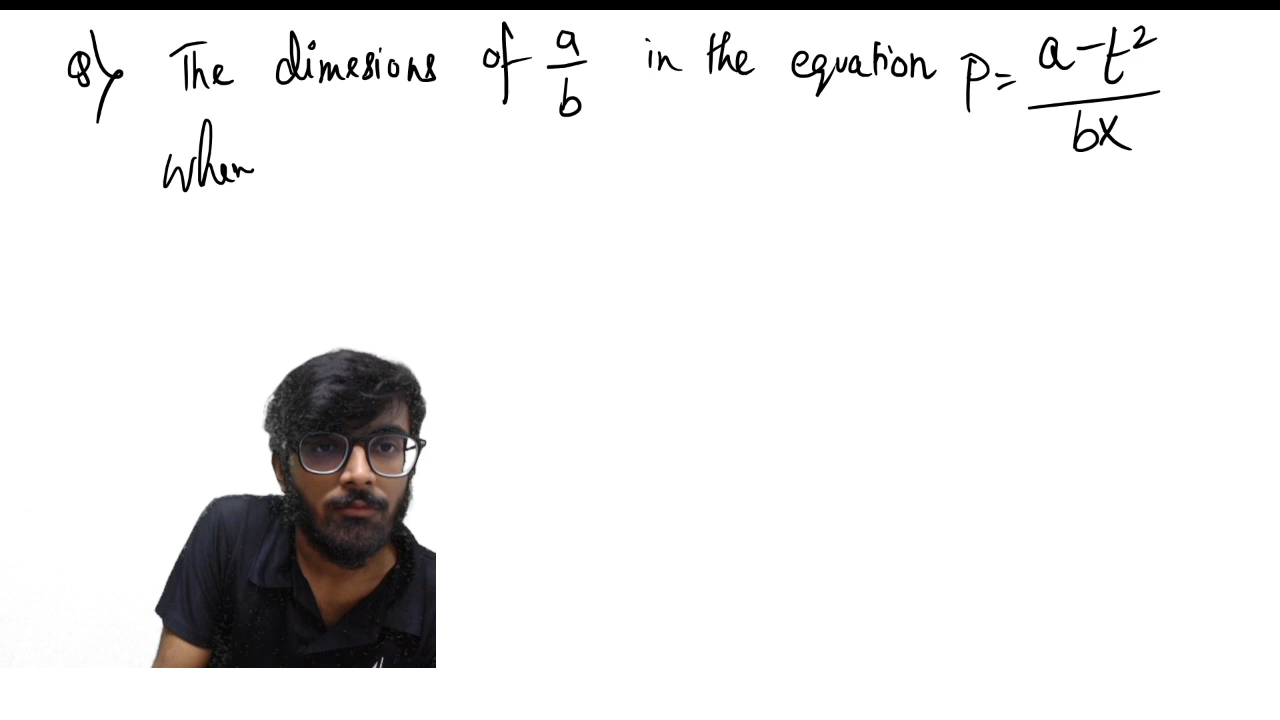 Q) The dimesions of a/b in the equation P = (a-t²)/bx
when